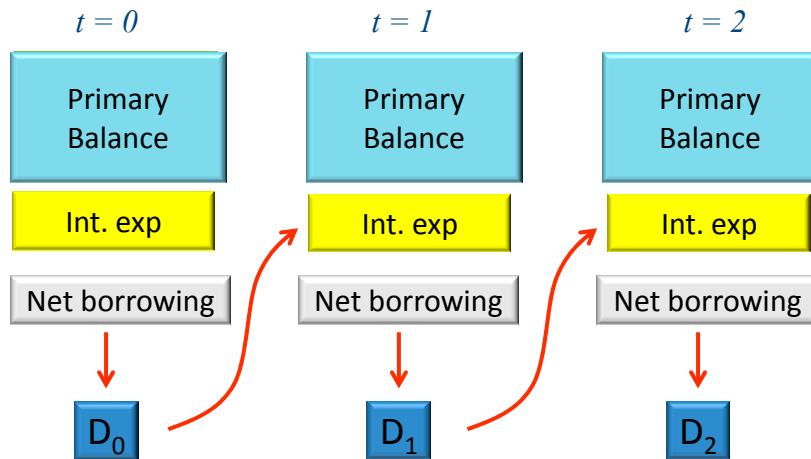 t = 0 t = 1 t = 2
Primary Balance Primary Balance Primary Balance
Int. exp Int. exp Int. exp
Net borrowing Net borrowing Net borrowing
D0 D1 D2